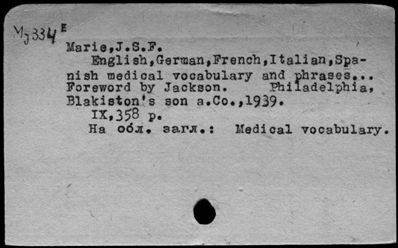 Mj334E
Marie,J.S.F.
English,German,French,Italian,Spa-
nish medical vocabulary and phrases...
Foreword by Jackson. Philadelphia,
Blakiston's son a.Co.,1939.
IX,358 p.
На обл. загл.: Medical vocabulary.